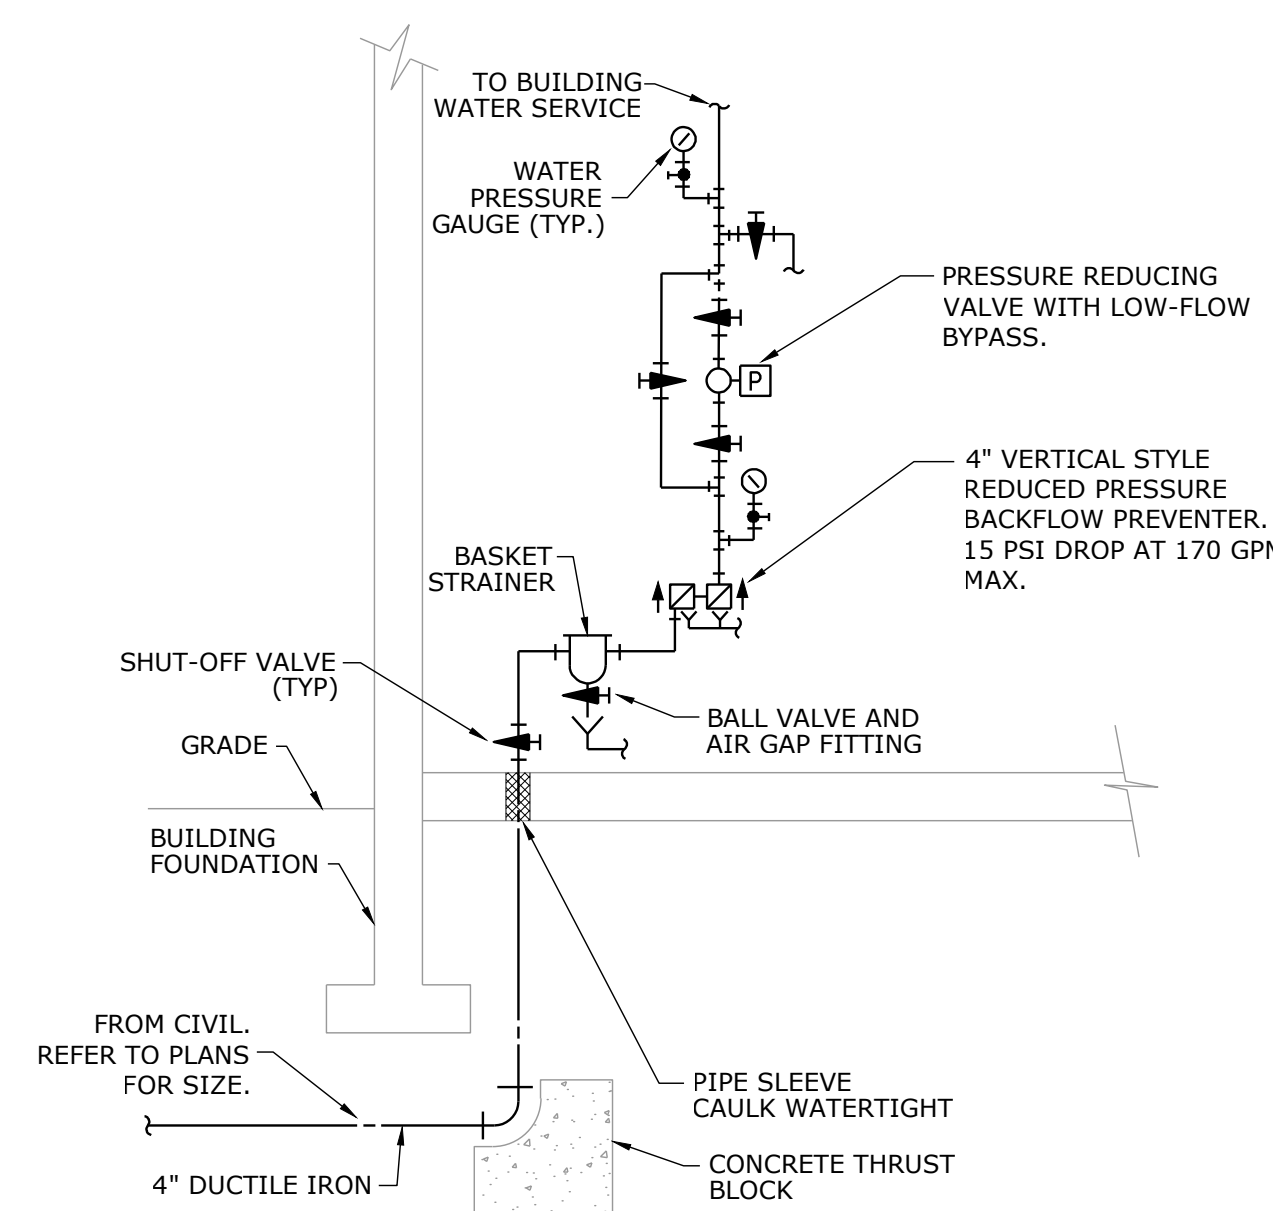 TO BUILDING
WATER SERVICE
WATER
PRESSURE
GAUGE (TYP.)
PRESSURE REDUCING
VALVE WITH LOW-FLOW
BYPASS.
P
4" VERTICAL STYLE
REDUCED PRESSURE
BACKFLOW PREVENTER.
15 PSI DROP AT 170
MAX.
BASKET
STRAINER
SHUT-OFF VALVE
(TYP)
BALL VALVE AND
AIR GAP FITTING
GRADE
BUILDING
FOUNDATION
FROM CIVIL.
REFER TO PLANS
FOR SIZE.
PIPE SLEEVE
CAULK WATERTIGHT
4" DUCTILE IRON
CONCRETE THRUST
BLOCK